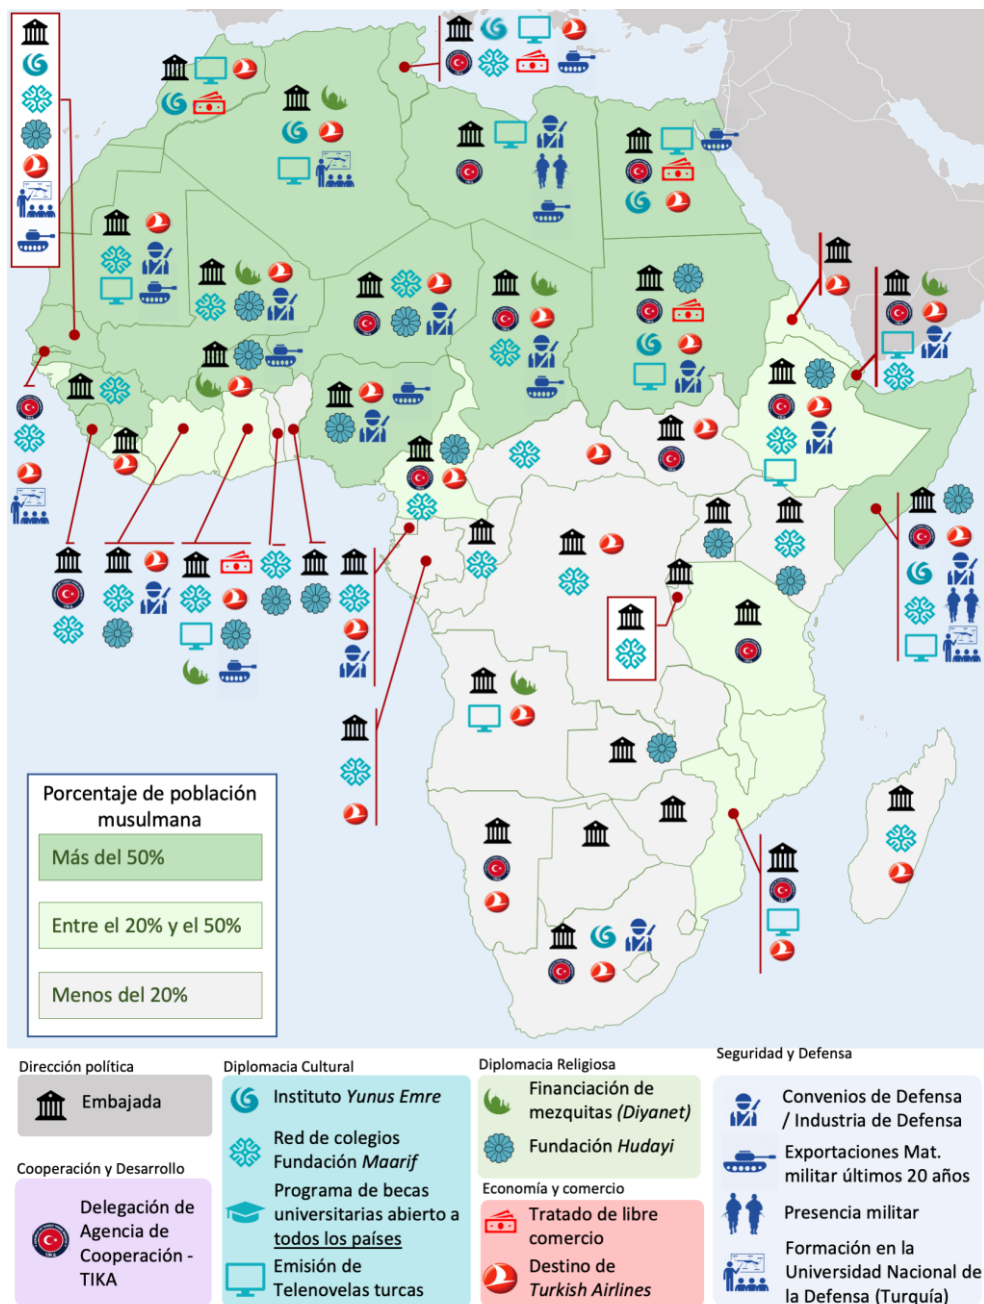 Porcentaje de población
musulmana
Más del 50%
Entre el 20% y el 50%
Menos del 20%
Dirección política
Embajada
Cooperación y Desarrollo
Delegación de
Agencia de
Cooperación -
TIKA
Diplomacia Cultural
Instituto Yunus Emre
Red de colegios
Fundación Maarif
Programa de becas
universitarias abierto a
todos los países
Emisión de
Telenovelas turcas
Diplomacia Religiosa
Financiación de
mezquitas (Diyanet)
Fundación Hudayi
Economía y comercio
Tratado de libre
comercio
Destino de
Turkish Airlines
Seguridad y Defensa
Convenios de Defensa
/ Industria de Defensa
Exportaciones Mat.
militar últimos 20 años
Presencia militar
Formación en la
Universidad Nacional de
la Defensa (Turquía)